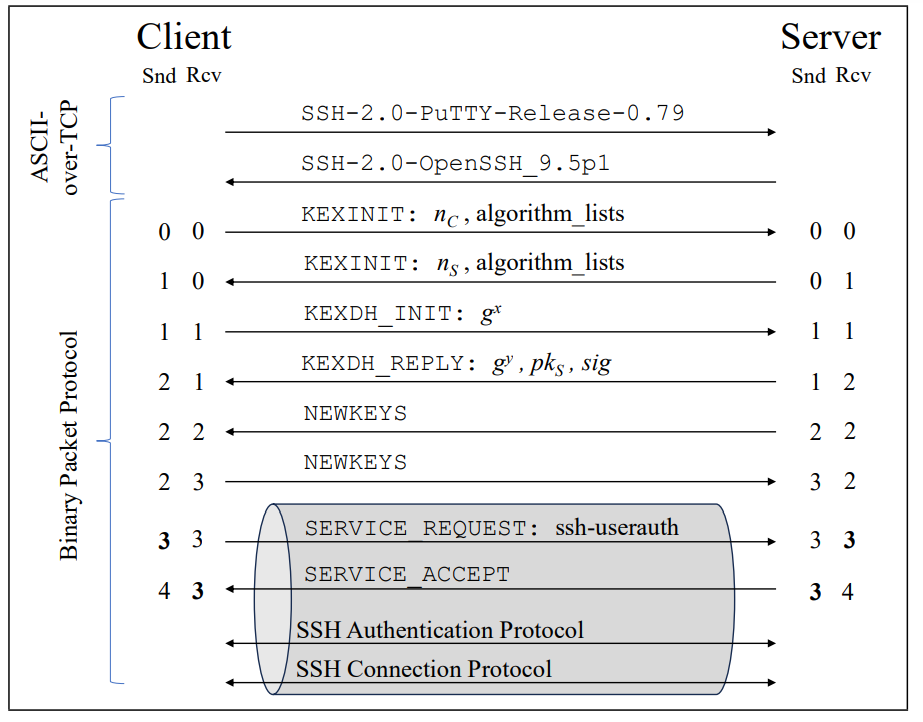 Client Server
Snd Rcv Snd Rcv
ASCII-
over-TCP
SSH-2.0-PuTTY-Release-0.79
SSH-2.0-OpenSSH_9.5p1
Binary Packet Protocol
0 0 KEXINIT: n_C, algorithm_lists 0 0
1 0 KEXINIT: n_S, algorithm_lists 0 1
1 1 KEXDH_INIT: g^x 1 1
2 1 KEXDH_REPLY: g^y, pk_S, sig 1 2
2 2 NEWKEYS 2 2
2 3 NEWKEYS 3 2
3 3 SERVICE_REQUEST: ssh-userauth 3 3
4 3 SERVICE_ACCEPT 3 4
SSH Authentication Protocol
SSH Connection Protocol